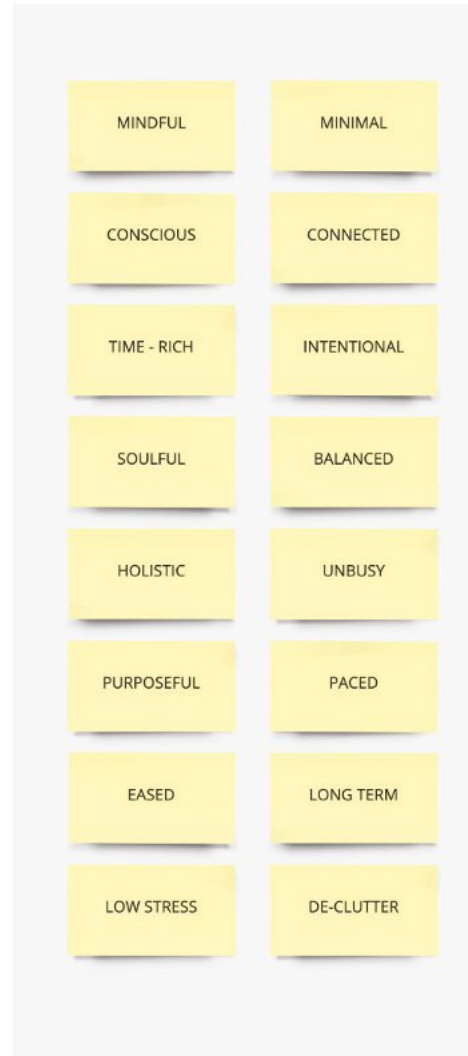 MINDFUL
MINIMAL
CONSCIOUS
CONNECTED
TIME - RICH
INTENTIONAL
SOULFUL
BALANCED
HOLISTIC
UNBUSY
PURPOSEFUL
PACED
EASED
LONG TERM
LOW STRESS
DE-CLUTTER